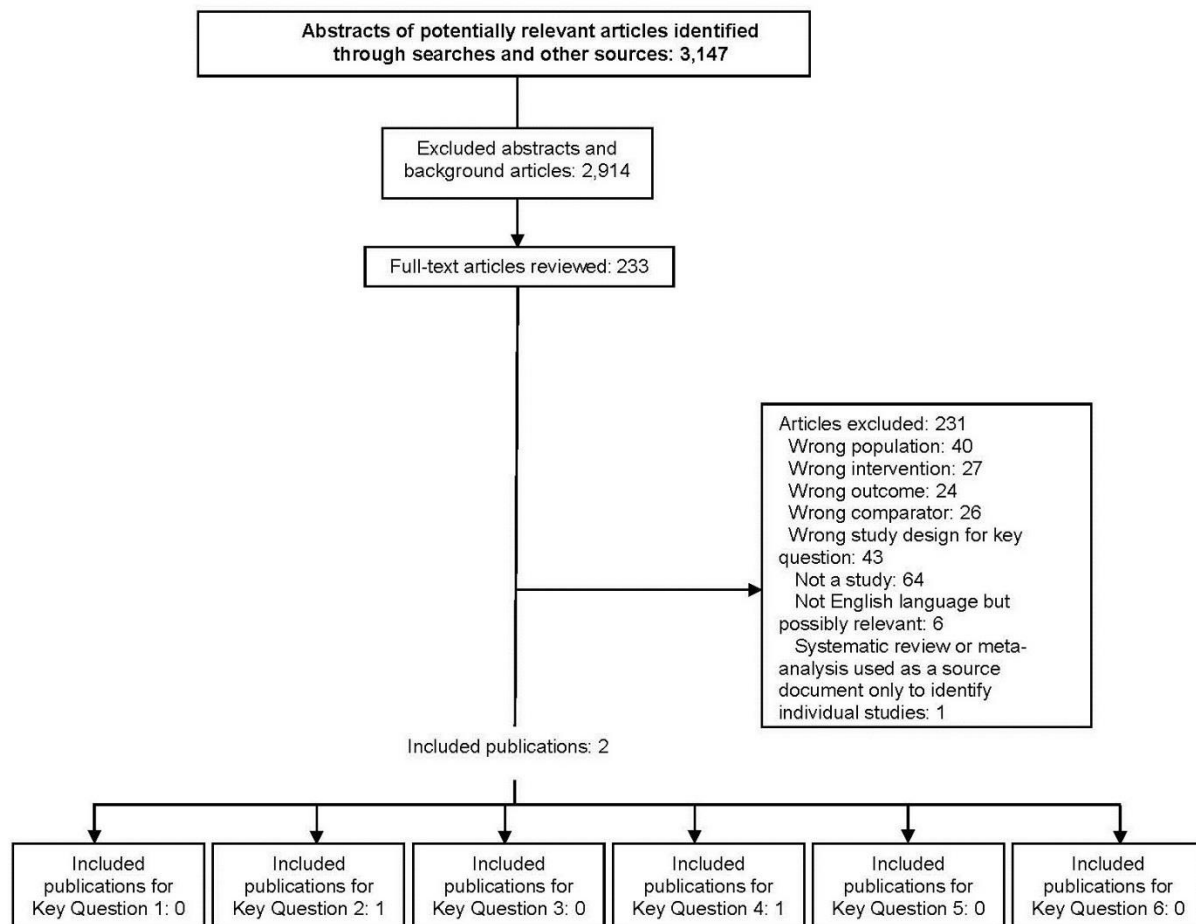 Abstracts of potentially relevant articles identified
through searches and other sources: 3,147
Excluded abstracts and
background articles: 2,914
Full-text articles reviewed: 233
Articles excluded: 231
Wrong population: 40
Wrong intervention: 27
Wrong outcome: 24
Wrong comparator: 26
Wrong study design for key
question: 43
Not a study: 64
Not English language but
possibly relevant: 6
Systematic review or meta-
analysis used as a source
document only to identify
individual studies: 1
Included publications: 2
Included
publications for
Key Question 1: 0
Included
publications for
Key Question 2: 1
Included
publications for
Key Question 3: 0
Included
publications for
Key Question 4: 1
Included
publications for
Key Question 5: 0
Included
publications for
Key Question 6: 0